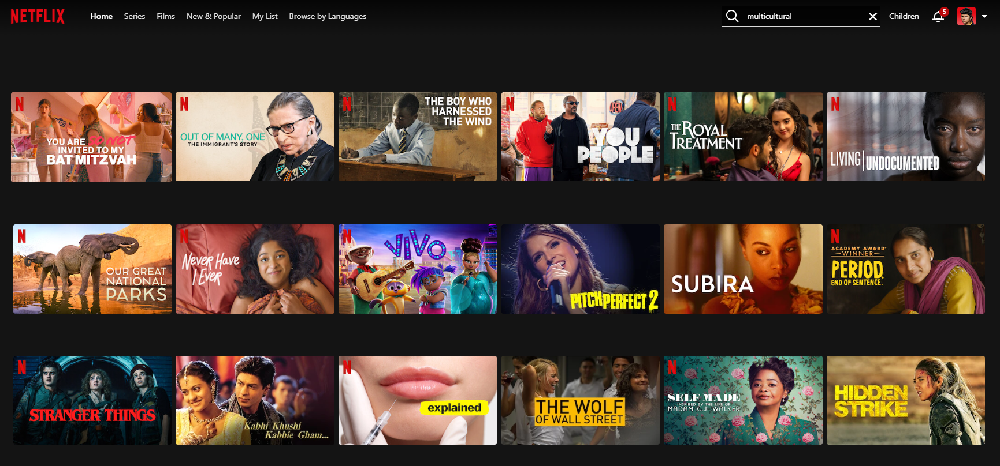 NETFLIX
Home Series Films New & Popular My List Browse by Languages
multicultural
Children
5
N
YOU ARE SO NOT
INVITED TO MY
BAT MITZVAH
N
OUT OF MANY, ONE
THE IMMIGRANT'S STORY
N
THE BOY WHO
HARNESSED
THE WIND
N
OPEN
YOU
PEOPLE
N
THE ROYAL
TREATMENT
N
LIVING | UNDOCUMENTED
N
OUR GREAT
NATIONAL
PARKS
N
Never Have
I Ever
N
VIVO
PITCH PERFECT 2
SUBIRA
N
ACADEMY AWARD®
WINNER
PERIOD.
END OF SENTENCE.
N
STRANGER THINGS
Kabhi Khushi
Kabhie Gham...
N
explained
THE WOLF
OF WALL STREET
N
SELF MADE
INSPIRED BY THE LIFE OF
MADAM C.J. WALKER
HIDDEN
STRIKE